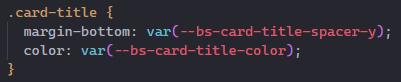 .card-title {
  margin-bottom: var(--bs-card-title-spacer-y);
  color: var(--bs-card-title-color);
}